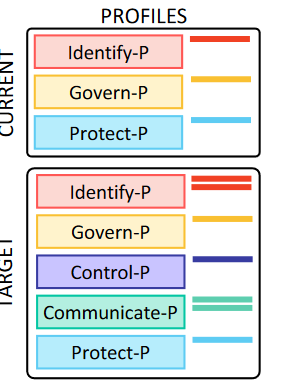 PROFILES
CURRENT
Identify-P
Govern-P
Protect-P
TARGET
Identify-P
Govern-P
Control-P
Communicate-P
Protect-P